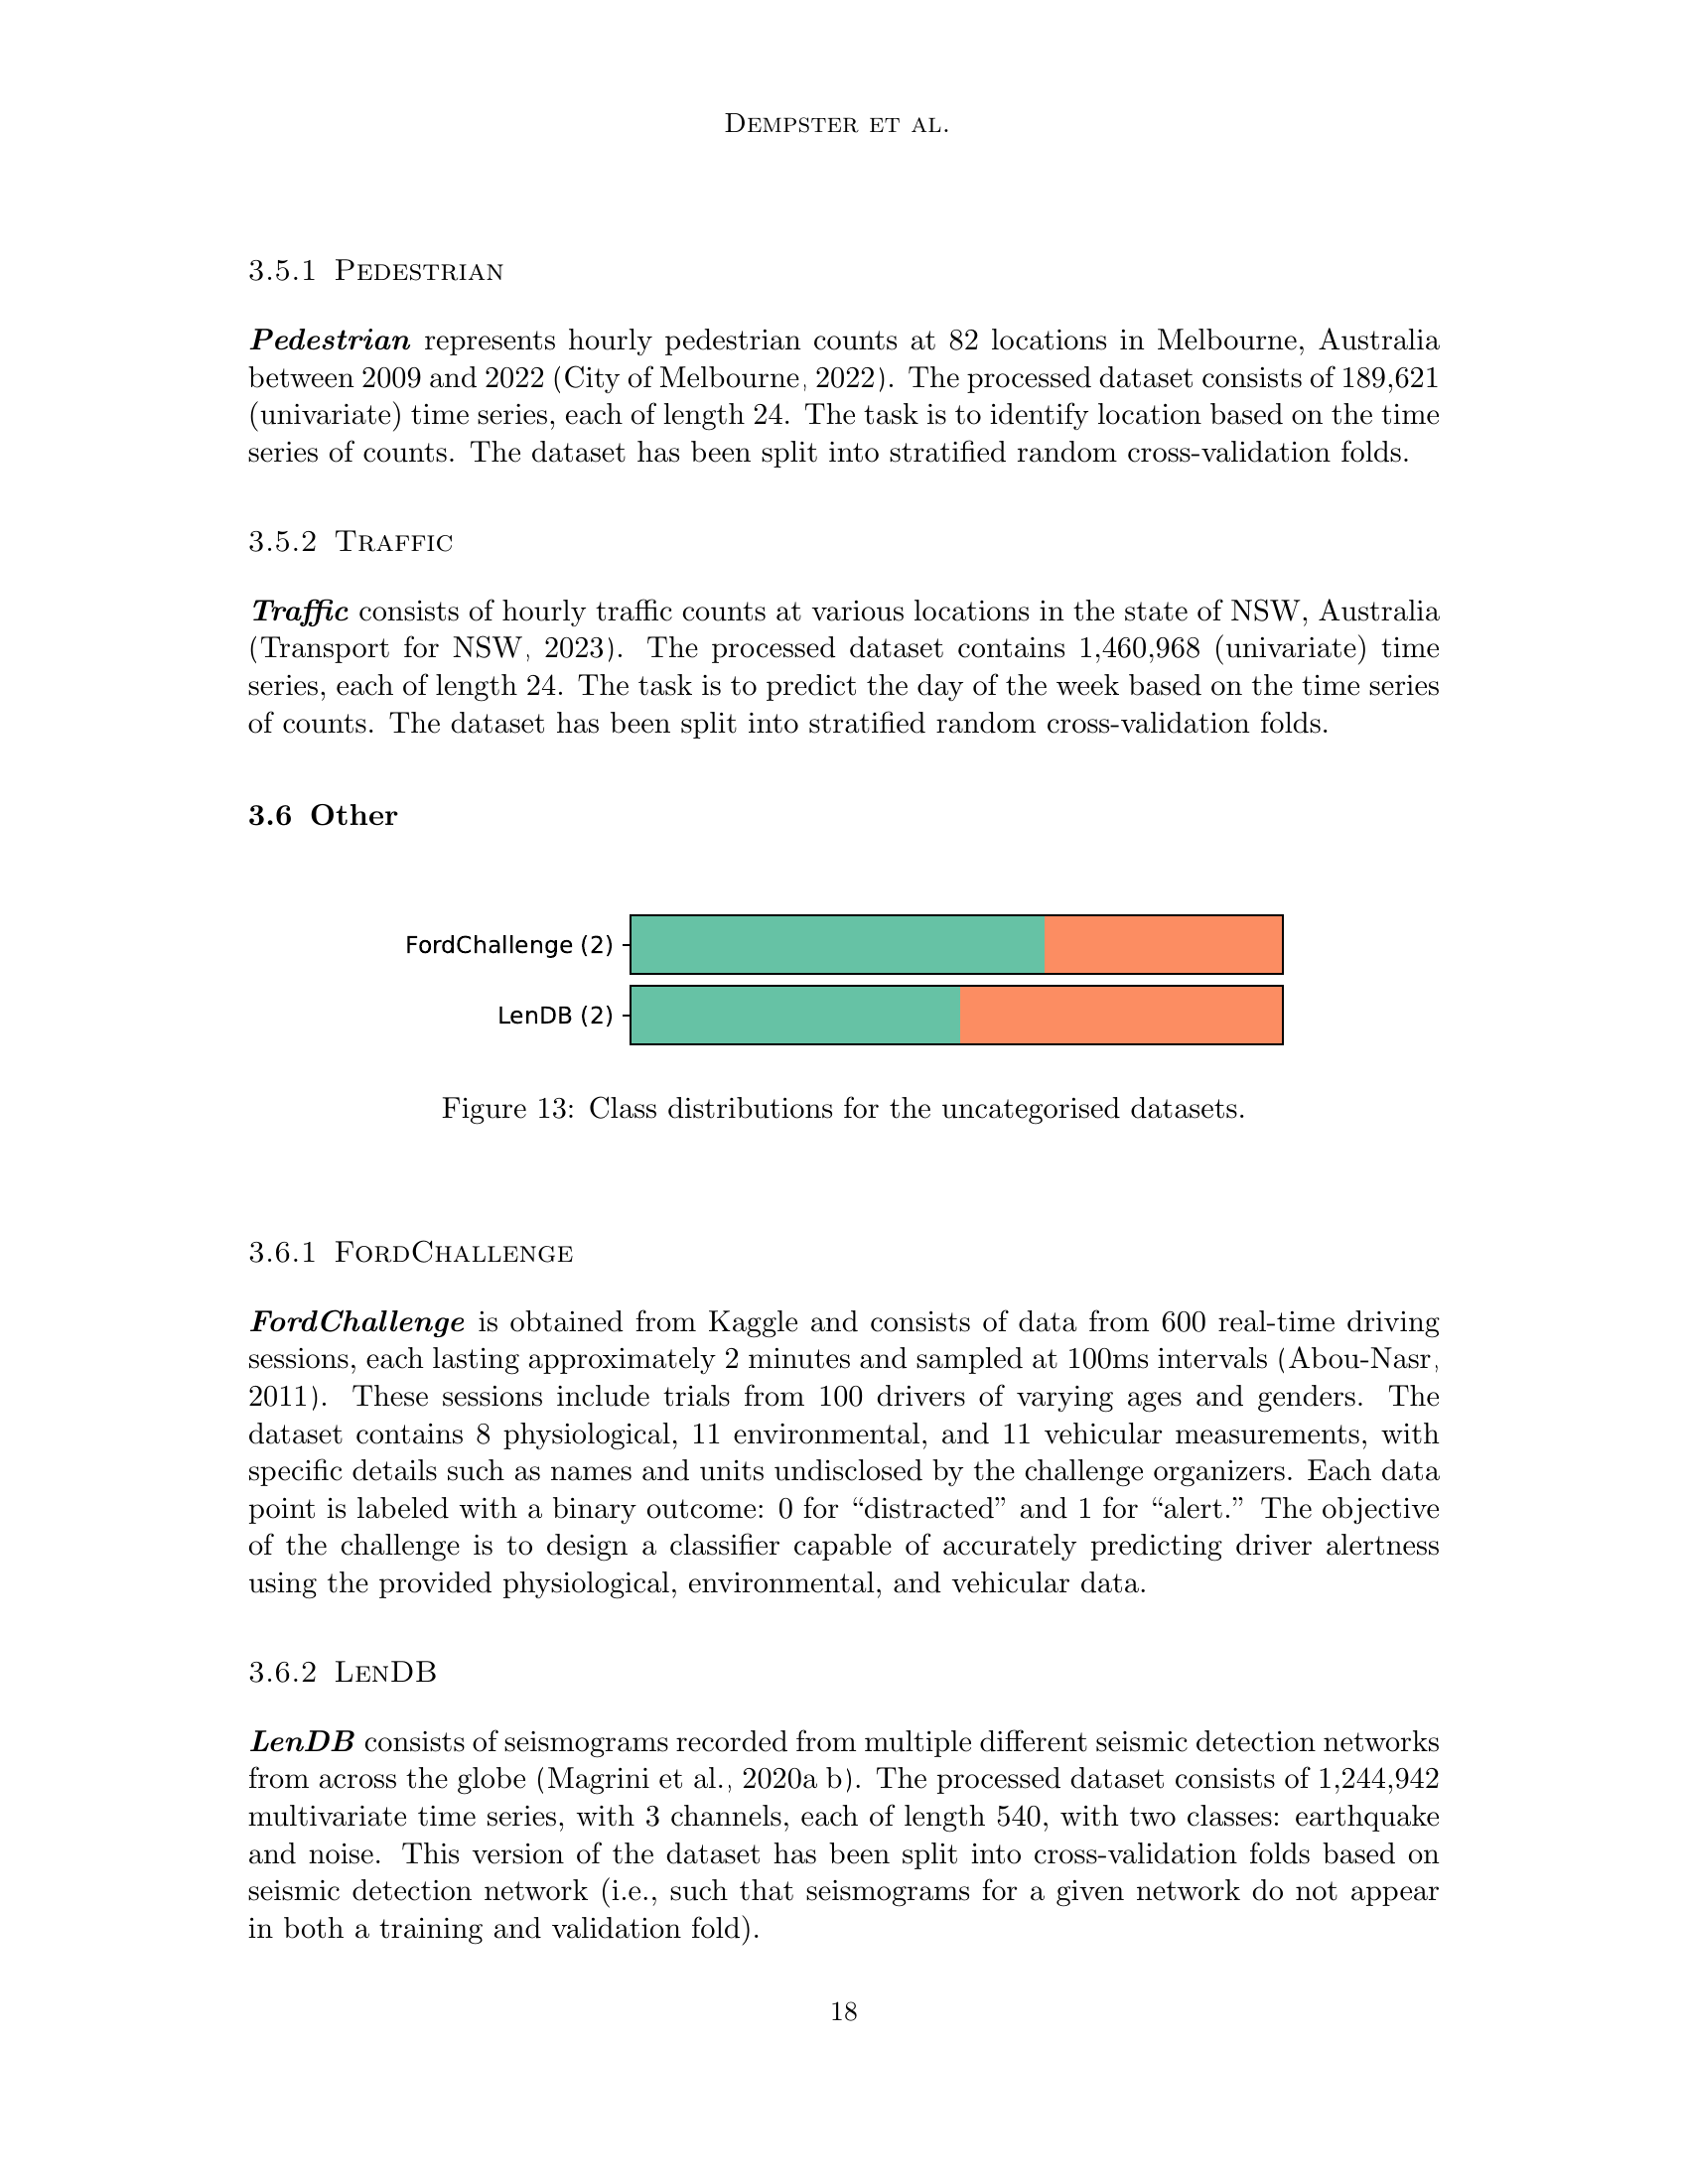 Dempster et al.
3.5.1 Pedestrian
Pedestrian represents hourly pedestrian counts at 82 locations in Melbourne, Australia
between 2009 and 2022 (City of Melbourne, 2022). The processed dataset consists of 189,621
(univariate) time series, each of length 24. The task is to identify location based on the time
series of counts. The dataset has been split into stratified random cross-validation folds.
3.5.2 Traffic
Traffic consists of hourly traffic counts at various locations in the state of NSW, Australia
(Transport for NSW, 2023). The processed dataset contains 1,460,968 (univariate) time
series, each of length 24. The task is to predict the day of the week based on the time series
of counts. The dataset has been split into stratified random cross-validation folds.
3.6 Other
FordChallenge (2)
LenDB (2)
Figure 13: Class distributions for the uncategorised datasets.
3.6.1 FordChallenge
FordChallenge is obtained from Kaggle and consists of data from 600 real-time driving
sessions, each lasting approximately 2 minutes and sampled at 100ms intervals (Abou-Nasr,
2011). These sessions include trials from 100 drivers of varying ages and genders. The
dataset contains 8 physiological, 11 environmental, and 11 vehicular measurements, with
specific details such as names and units undisclosed by the challenge organizers. Each data
point is labeled with a binary outcome: 0 for “distracted” and 1 for “alert.” The objective
of the challenge is to design a classifier capable of accurately predicting driver alertness
using the provided physiological, environmental, and vehicular data.
3.6.2 LenDB
LenDB consists of seismograms recorded from multiple different seismic detection networks
from across the globe (Magrini et al., 2020a b). The processed dataset consists of 1,244,942
multivariate time series, with 3 channels, each of length 540, with two classes: earthquake
and noise. This version of the dataset has been split into cross-validation folds based on
seismic detection network (i.e., such that seismograms for a given network do not appear
in both a training and validation fold).
18